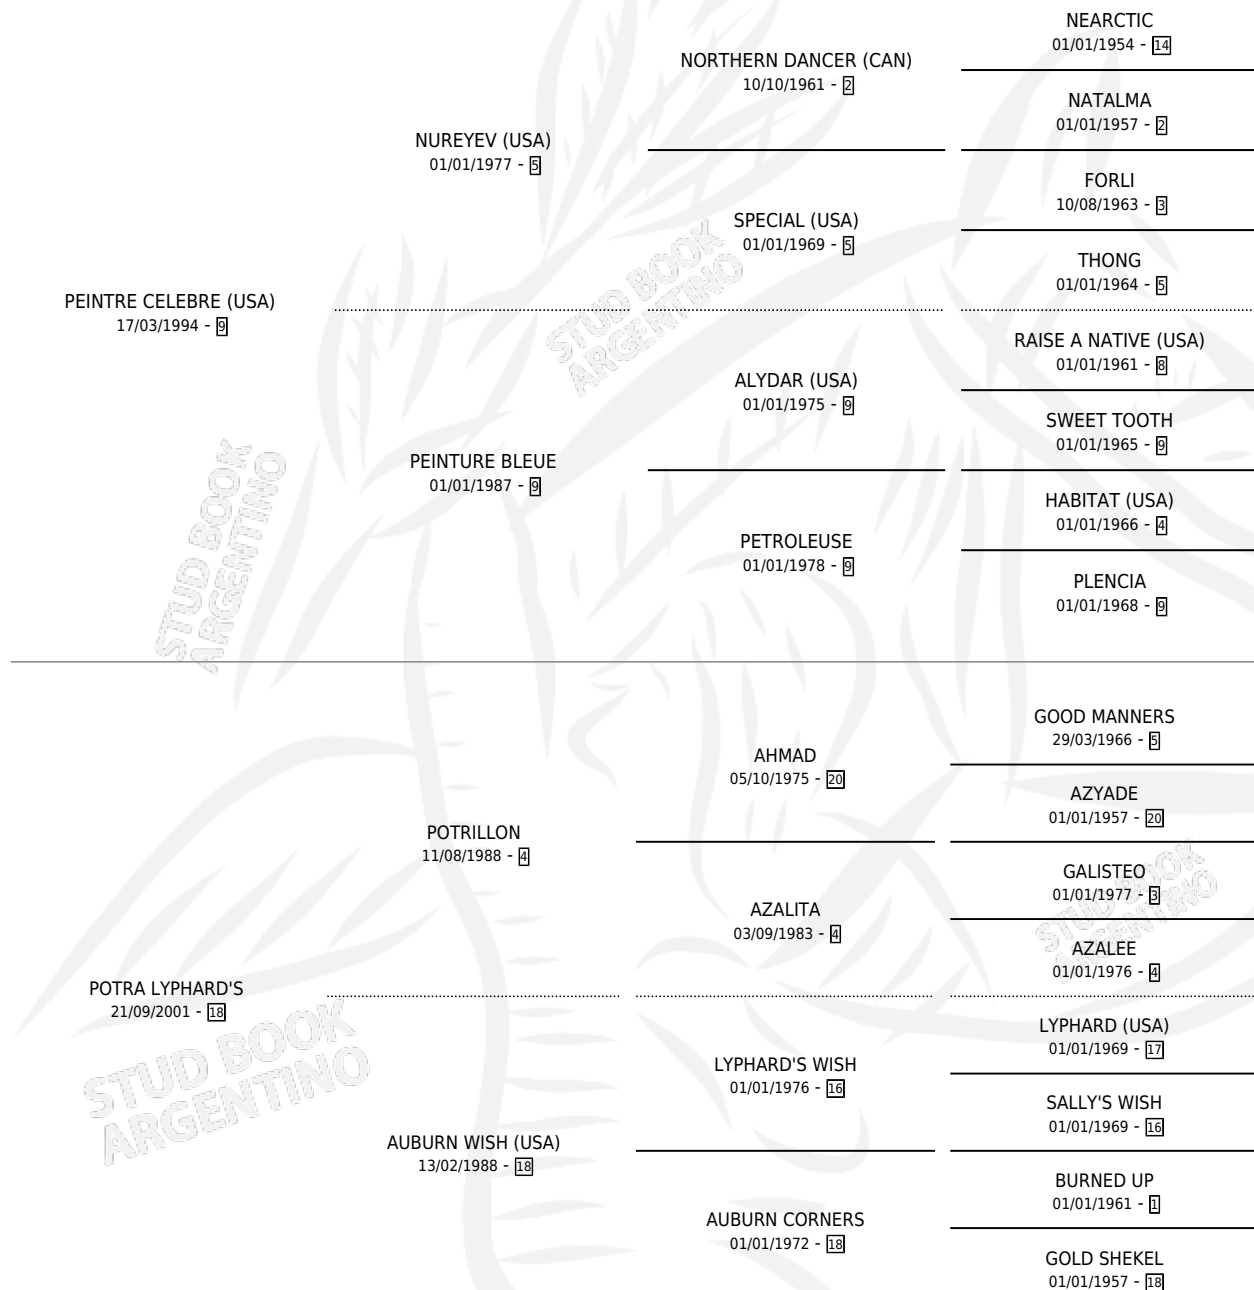 NEARCTIC
01/01/1954 - 14
NORTHERN DANCER (CAN)
10/10/1961 - 2
NATALMA
01/01/1957 - 2
NUREYEV (USA)
01/01/1977 - 5
FORLI
10/08/1963 - 3
SPECIAL (USA)
01/01/1969 - 5
THONG
01/01/1964 - 5
PEINTRE CELEBRE (USA)
17/03/1994 - 9
RAISE A NATIVE (USA)
01/01/1961 - 8
ALYDAR (USA)
01/01/1975 - 9
SWEET TOOTH
01/01/1965 - 9
PEINTURE BLEUE
01/01/1987 - 9
HABITAT (USA)
01/01/1966 - 4
PETROLEUSE
01/01/1978 - 9
PLENCIA
01/01/1968 - 9
GOOD MANNERS
29/03/1966 - 5
AHMAD
05/10/1975 - 20
AZYADE
01/01/1957 - 20
POTRILLON
11/08/1988 - 4
GALISTEO
01/01/1977 - 3
AZALITA
03/09/1983 - 4
AZALEE
01/01/1976 - 4
POTRA LYPHARD'S
21/09/2001 - 18
LYPHARD (USA)
01/01/1969 - 17
LYPHARD'S WISH
01/01/1976 - 16
SALLY'S WISH
01/01/1969 - 16
AUBURN WISH (USA)
13/02/1988 - 18
BURNED UP
01/01/1961 - 1
AUBURN CORNERS
01/01/1972 - 18
GOLD SHEKEL
01/01/1957 - 18
STUD BOOK
ARGENTINO
STUD BOOK
ARGENTINO
STUD BOOK
ARGENTINO
STUD BOOK
ARGENTINO